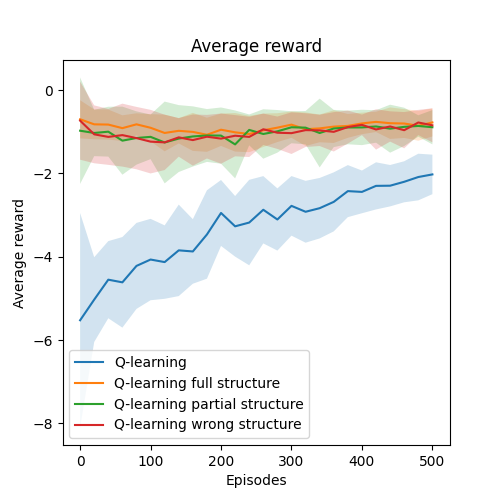 Average reward
0
−2
−4
−6
−8
Average reward
Q-learning
Q-learning full structure
Q-learning partial structure
Q-learning wrong structure
0
100
200
300
400
500
Episodes